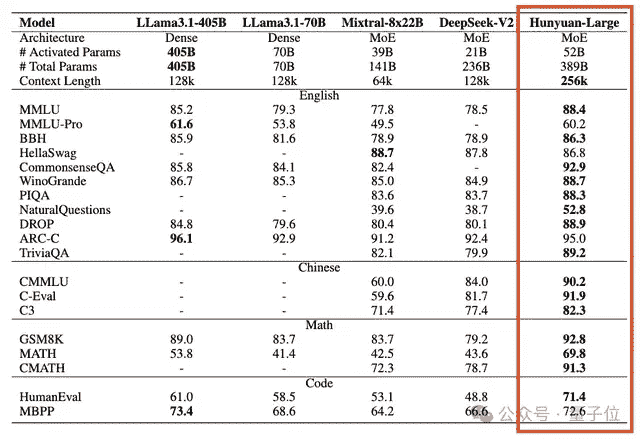 Model LLama3.1-405B LLama3.1-70B Mixtral-8x22B DeepSeek-V2 Hunyuan-Large
Architecture Dense Dense MoE MoE MoE
# Activated Params 405B 70B 39B 21B 52B
# Total Params 405B 70B 141B 236B 389B
Context Length 128k 128k 64k 128k 256k
English
MMLU 85.2 79.3 77.8 78.5 88.4
MMLU-Pro 61.6 53.8 49.5 - 60.2
BBH 85.9 81.6 78.9 78.9 86.3
HellaSwag - - 88.7 87.8 86.8
CommonsenseQA 85.8 84.1 82.4 - 92.9
WinoGrande 86.7 85.3 85.0 84.9 88.7
PIQA - - 83.6 83.7 88.3
NaturalQuestions - - 39.6 38.7 52.8
DROP 84.8 79.6 80.4 80.1 88.9
ARC-C 96.1 92.9 91.2 92.4 95.0
TriviaQA - - 82.1 79.9 89.2
Chinese
CMMLU - - 60.0 84.0 90.2
C-Eval - - 59.6 81.7 91.9
C3 - - 71.4 77.4 82.3
Math
GSM8K 89.0 83.7 83.7 79.2 92.8
MATH 53.8 41.4 42.5 43.6 69.8
CMATH - - 72.3 78.7 91.3
Code
HumanEval 61.0 58.5 53.1 48.8 71.4
MBPP 73.4 68.6 64.2 66.6 72.6
公众号 · 量子位